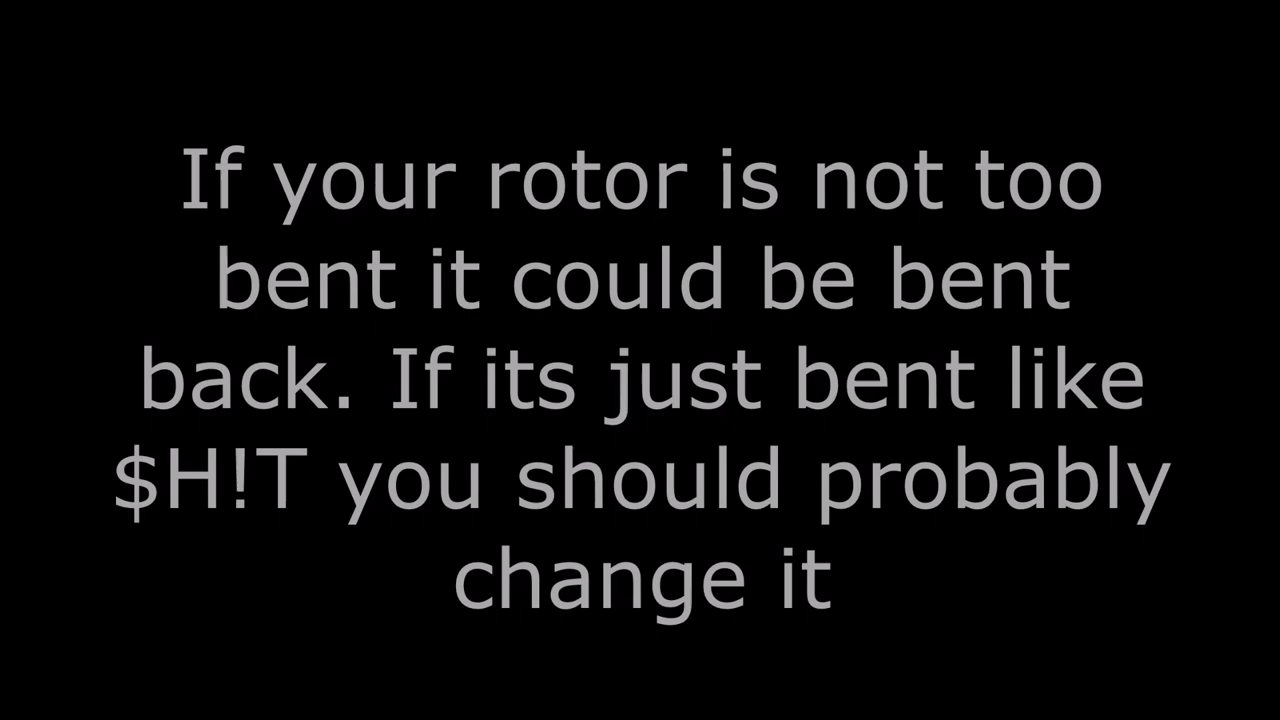 If your rotor is not too
bent it could be bent
back. If its just bent like
$H!T you should probably
change it